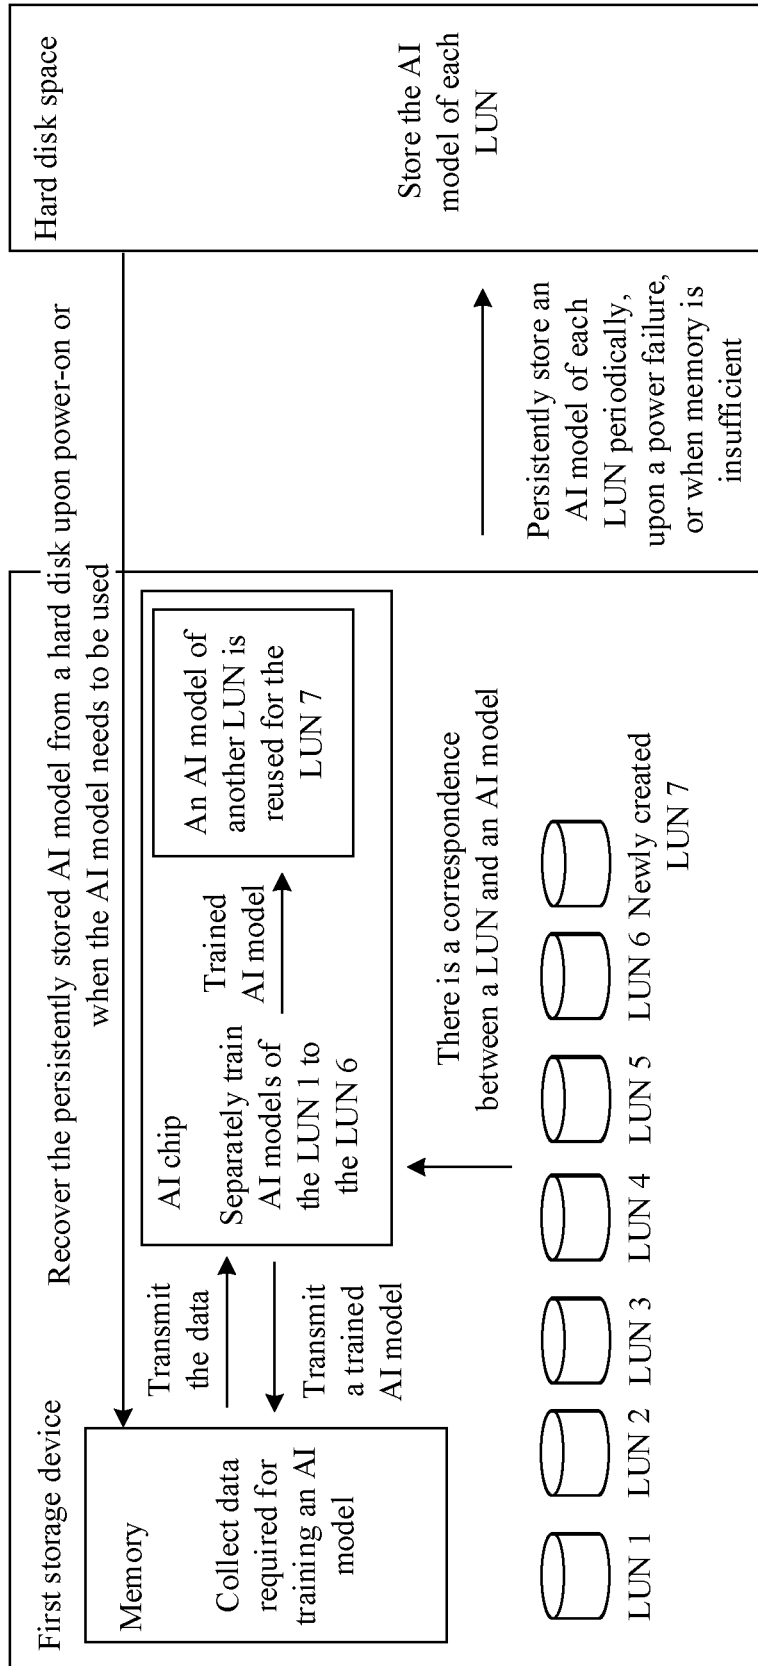 First storage device
Recover the persistently stored AI model from a hard disk upon power-on or
when the AI model needs to be used
Hard disk space
Memory
Collect data
required for
training an AI
model
Transmit
the data
Transmit
a trained
AI model
AI chip
Separately train
AI models of
the LUN 1 to
the LUN 6
Trained
AI model
An AI model of
another LUN is
reused for the
LUN 7
Store the AI
model of each
LUN
Persistently store an
AI model of each
LUN periodically,
upon a power failure,
or when memory is
insufficient
There is a correspondence
between a LUN and an AI model
LUN 1
LUN 2
LUN 3
LUN 4
LUN 5
LUN 6
Newly created
LUN 7